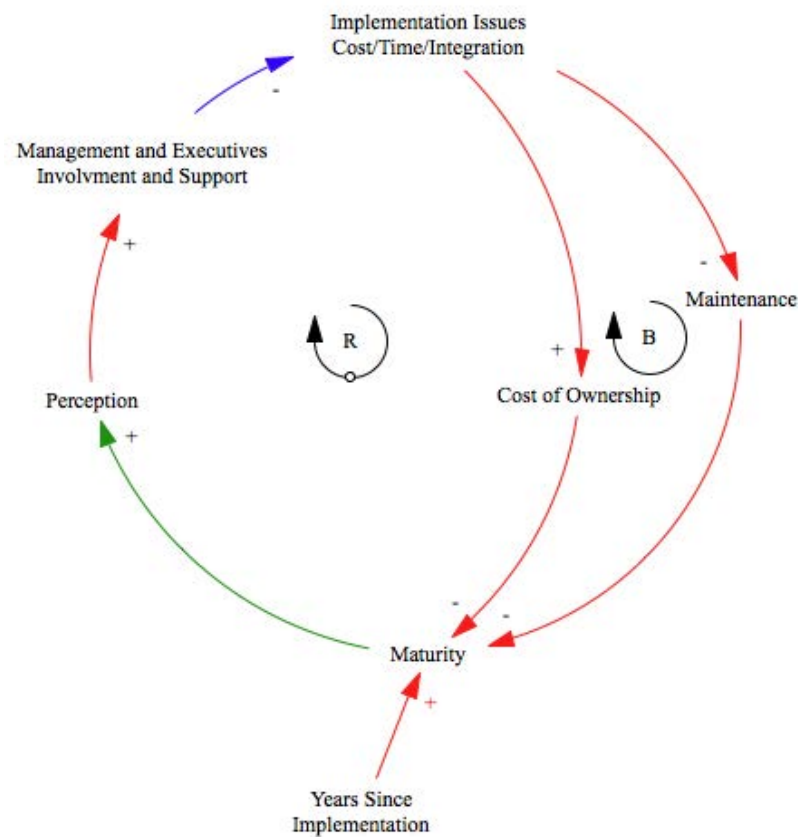 Implementation Issues
Cost/Time/Integration
-
Management and Executives
Involvment and Support
+
-
Maintenance
R
B
+
Cost of Ownership
Perception
+
-
-
Maturity
+
Years Since
Implementation